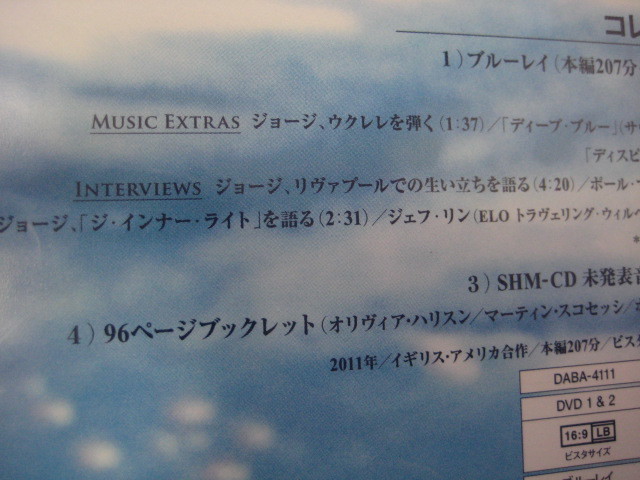 コレ
1) ブルーレイ(本編207分
MUSIC EXTRAS ジョージ、ウクレレを弾く(1:37)/「ディープ・ブルー」(サウ
「ディスピ
INTERVIEWS ジョージ、リヴァプールでの生い立ちを語る(4:20)/ポール・マ
ジョージ、「ジ・インナー・ライト」を語る(2:31)/ジェフ・リン(ELO トラヴェリング・ウィルベ
*
3) SHM-CD 未発表音
4) 96ページブックレット(オリヴィア・ハリスン/マーティン・スコセッシ/
2011年/イギリス・アメリカ合作/本編207分/ビスタ
DABA-4111
DVD 1 & 2
16:9 LB
ビスタサイズ
ブルーレイ